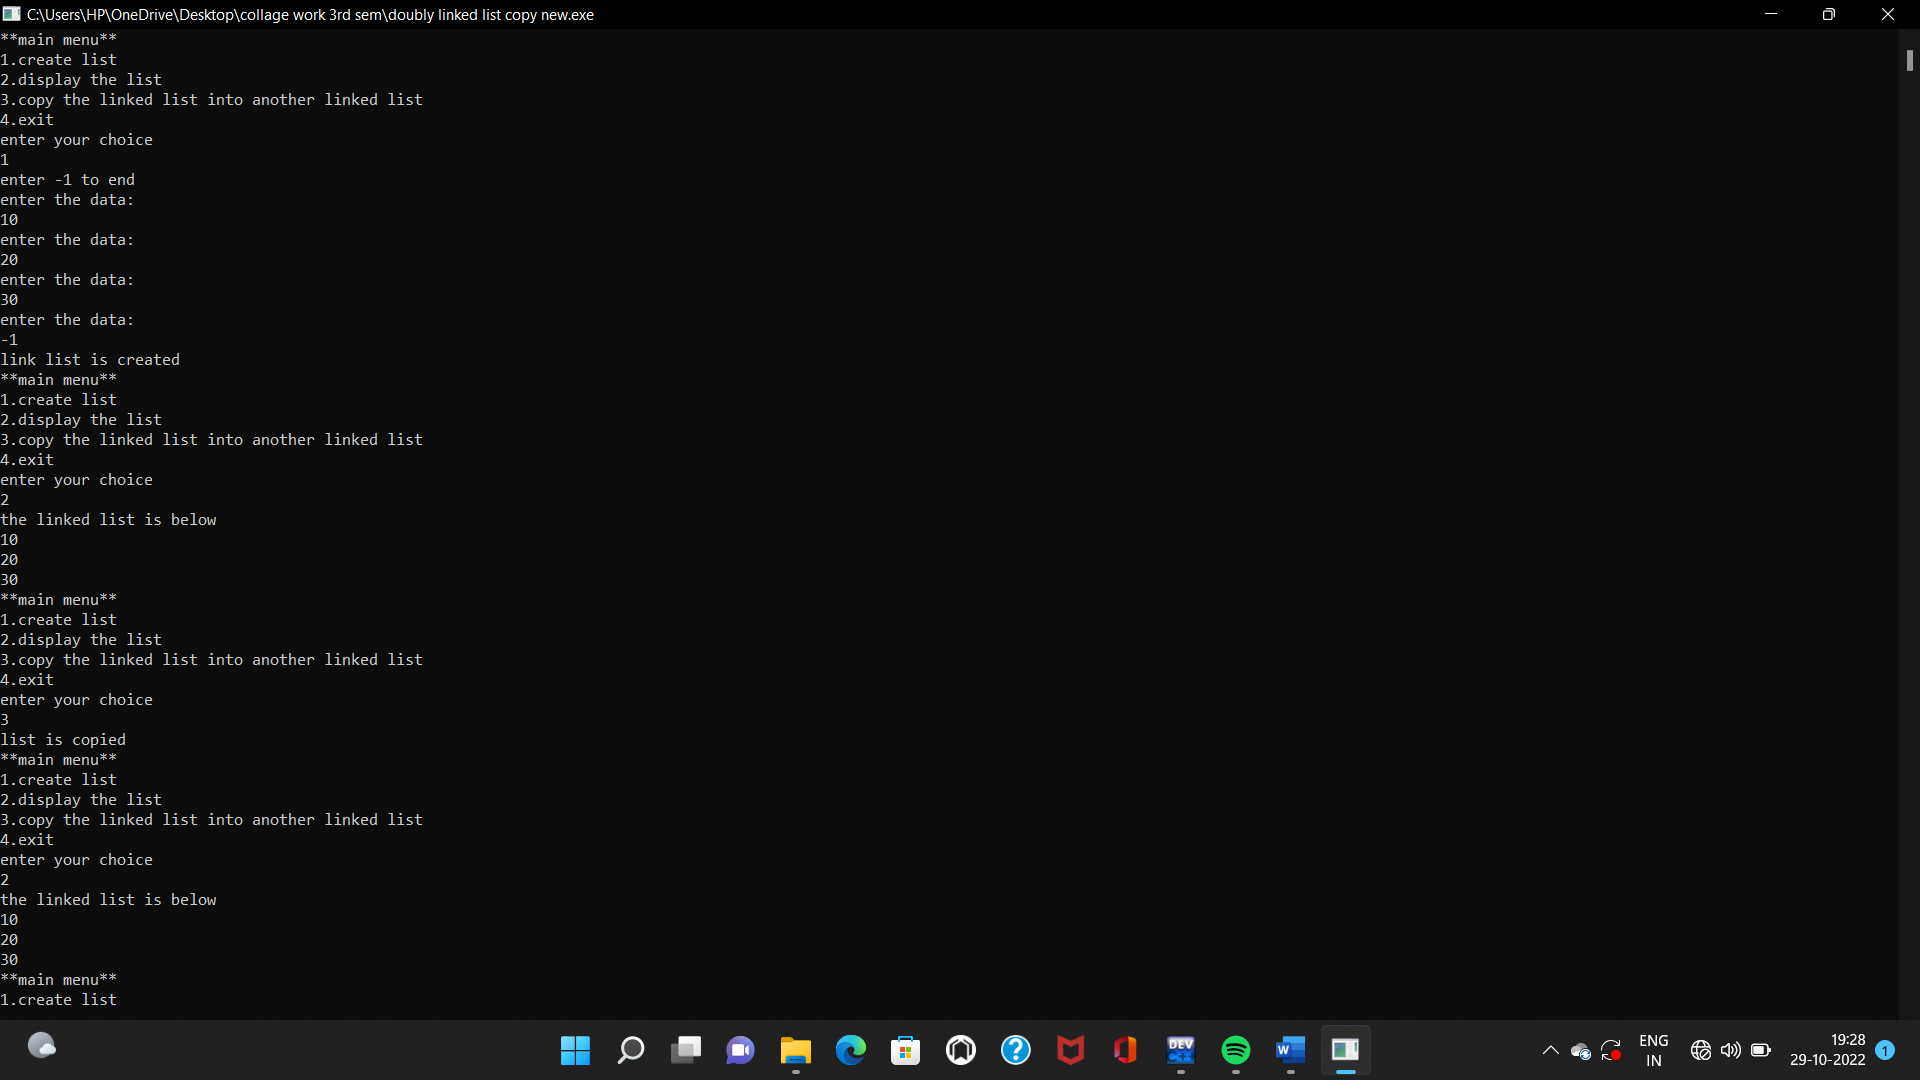 C:\Users\HP\OneDrive\Desktop\collage work 3rd sem\doubly linked list copy new.exe
**main menu**
1.create list
2.display the list
3.copy the linked list into another linked list
4.exit
enter your choice
1
enter -1 to end
enter the data:
10
enter the data:
20
enter the data:
30
enter the data:
-1
link list is created
**main menu**
1.create list
2.display the list
3.copy the linked list into another linked list
4.exit
enter your choice
2
the linked list is below
10
20
30
**main menu**
1.create list
2.display the list
3.copy the linked list into another linked list
4.exit
enter your choice
3
list is copied
**main menu**
1.create list
2.display the list
3.copy the linked list into another linked list
4.exit
enter your choice
2
the linked list is below
10
20
30
**main menu**
1.create list
DEV
C++
W
ENG
IN
19:28
29-10-2022
1